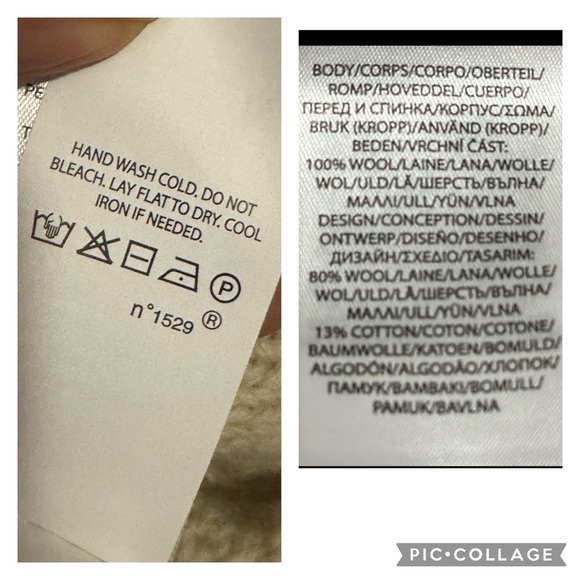 PE
T
HAND WASH COLD. DO NOT
BLEACH. LAY FLAT TO DRY. COOL
IRON IF NEEDED.
P
n°1529 ®
BODY/CORPS/CORPO/OBERTEIL/
ROMP/HOVEDDEL/CUERPO/
ПЕРЕД И СПИНКА/КОРПУС/ΣΩΜΑ/
BRUK (KROPP)/ANVÄND (KROPP)/
BEDEN/VRCHNÍ ČÁST:
100% WOOL/LAINE/LANA/WOLLE/
WOL/ULD/LÃ/ШЕРСТЬ/ВЪЛНА/
ΜΑΛΛΙ/ULL/YÜN/VLNA
DESIGN/CONCEPTION/DESSIN/
ONTWERP/DISEÑO/DESENHO/
ДИЗАЙН/ΣΧΕΔΙΟ/TASARIM:
80% WOOL/LAINE/LANA/WOLLE/
WOL/ULD/LÃ/ШЕРСТЬ/ВЪЛНА/
ΜΑΛΛΙ/ULL/YÜN/VLNA
13% COTTON/COTON/COTONE/
BAUMWOLLE/KATOEN/BOMULD/
ALGODÓN/ALGODÃO/ХЛОПОК/
ПАМУК/ΒΑΜΒΑΚΙ/BOMULL/
PAMUK/BAVLNA
PIC•COLLAGE